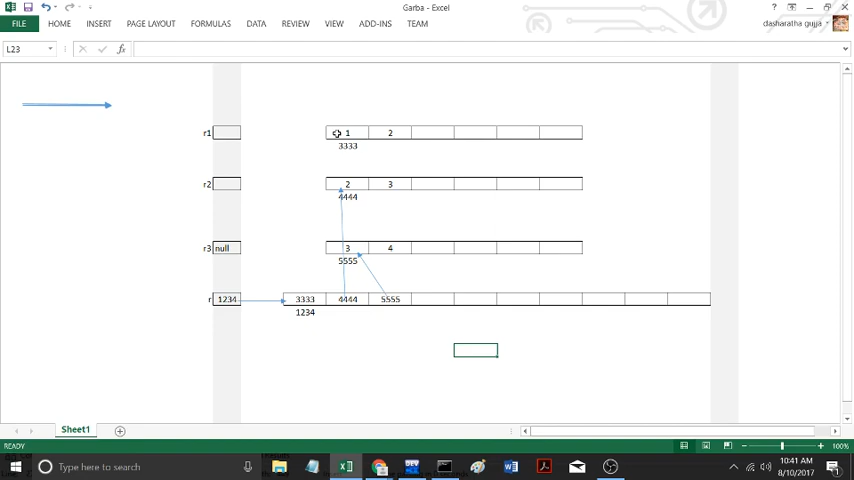 Garba - Excel
FILE HOME INSERT PAGE LAYOUT FORMULAS DATA REVIEW VIEW ADD-INS TEAM
dasharatha gujja
L23
fx
r1 1 2
3333
r2 2 3
4444
r3 null 3 4
5555
r 1234 3333 4444 5555
1234
Sheet1
READY
100%
Type here to search
10:41 AM
8/10/2017